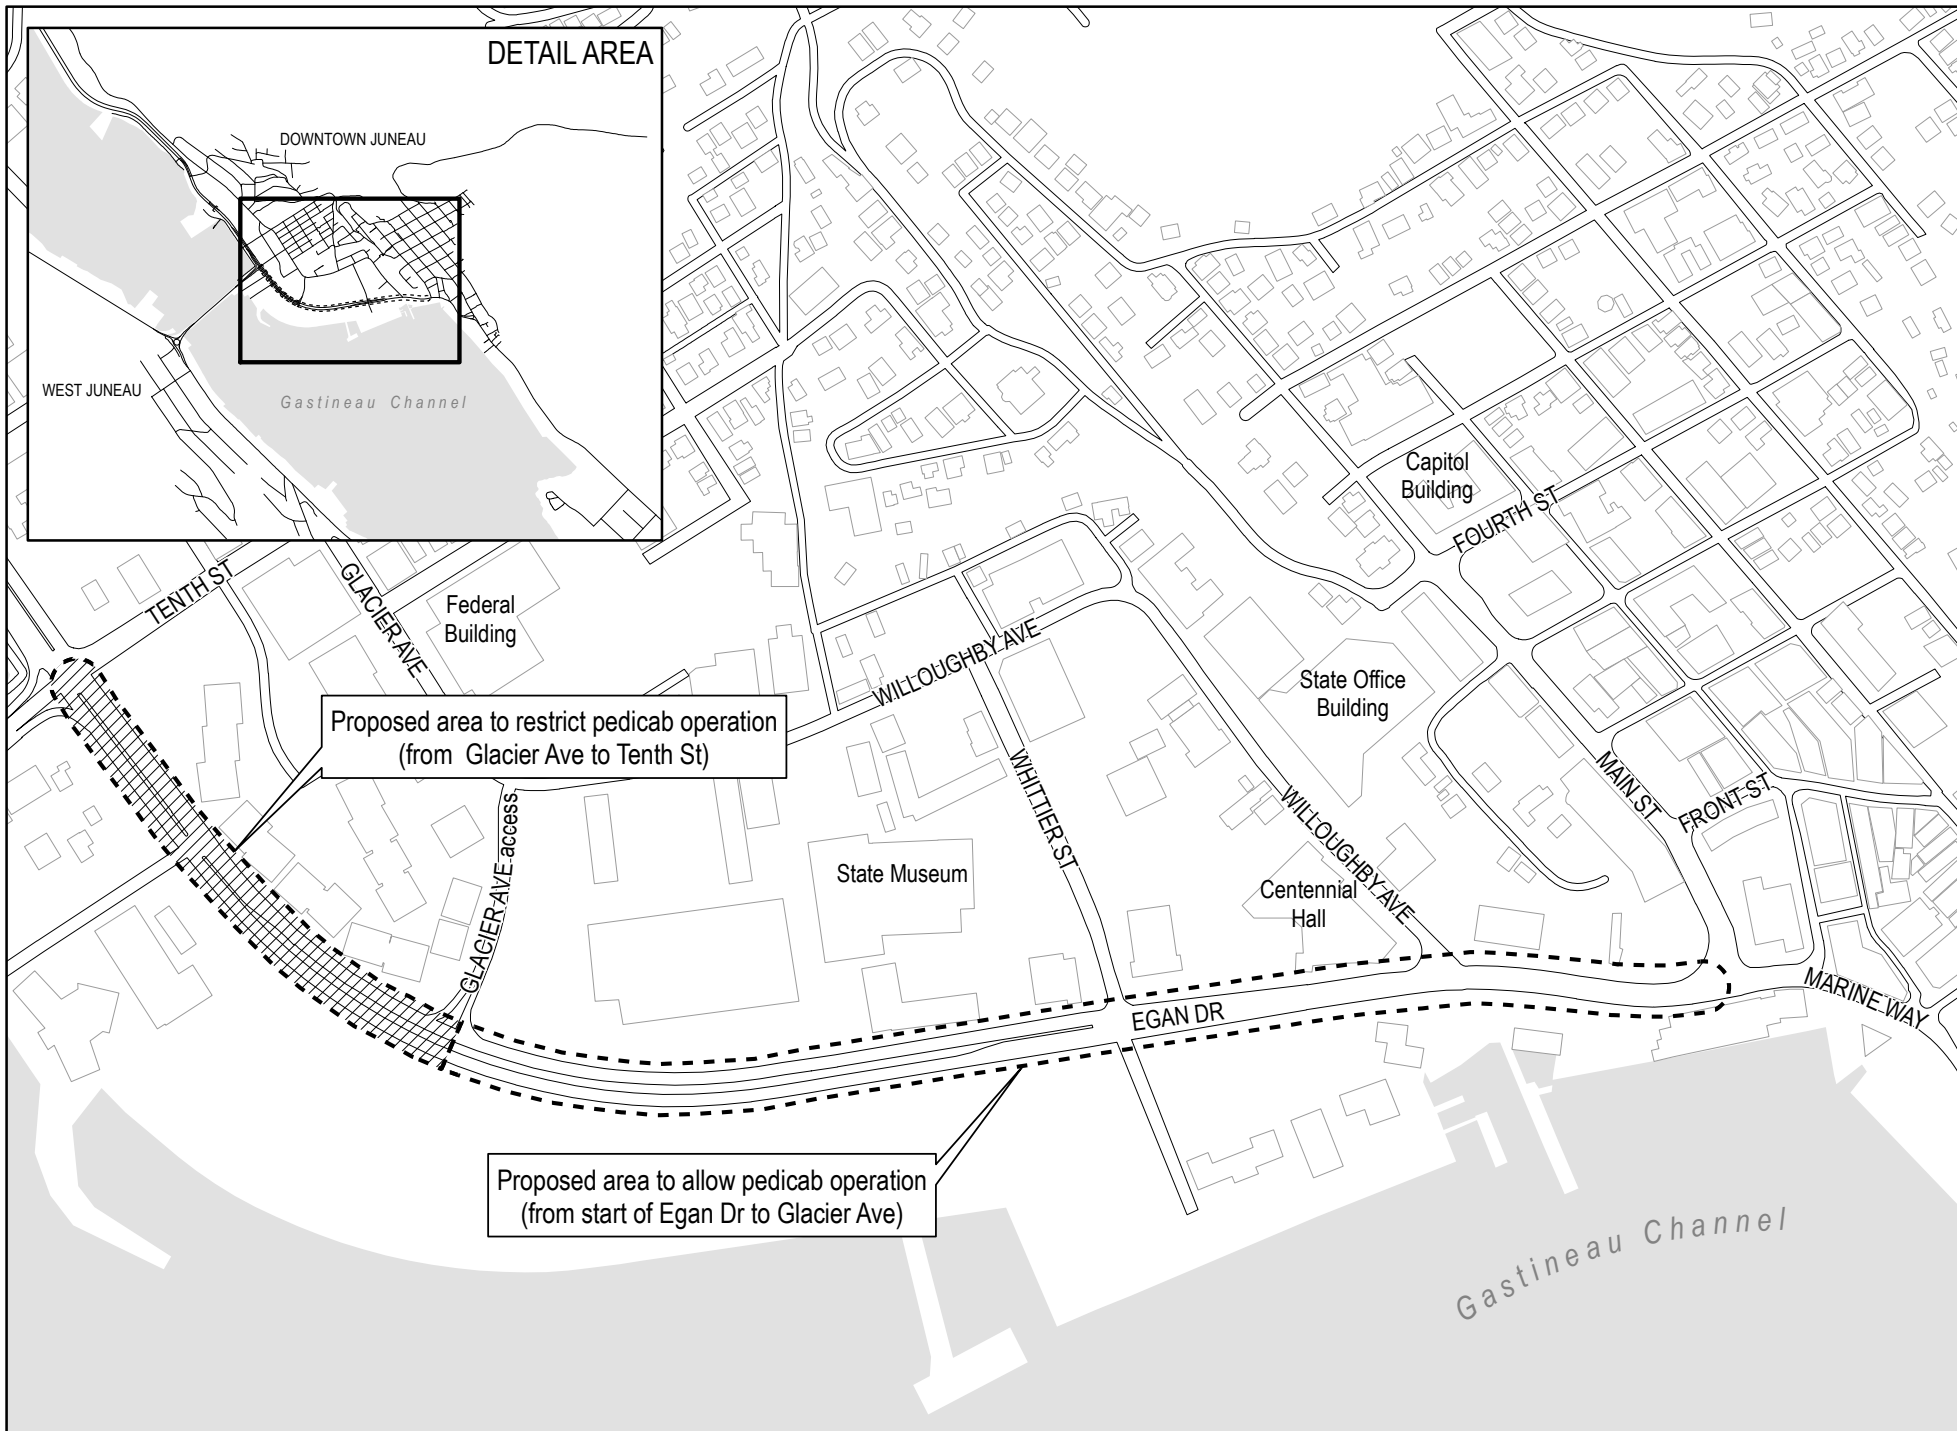 DETAIL AREA
DOWNTOWN JUNEAU
WEST JUNEAU
Gastineau Channel
Capitol
Building
FOURTH ST
TENTH ST
GLACIER AVE
Federal
Building
WILLOUGHBY AVE
State Office
Building
Proposed area to restrict pedicab operation
(from Glacier Ave to Tenth St)
WHITTIER ST
MAIN ST
FRONT ST
GLACIER AVE access
State Museum
WILLOUGHBY AVE
Centennial
Hall
EGAN DR
MARINE WAY
Proposed area to allow pedicab operation
(from start of Egan Dr to Glacier Ave)
Gastineau Channel